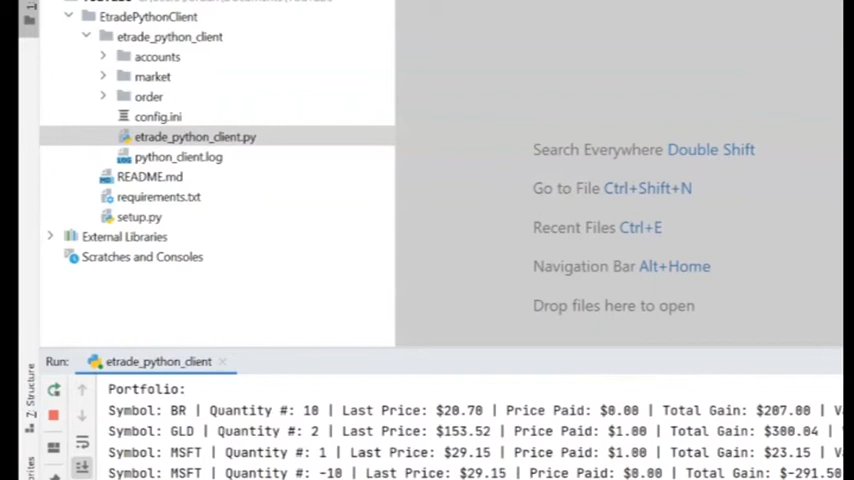 EtradePythonClient
etrade_python_client
accounts
market
order
config.ini
etrade_python_client.py
python_client.log
README.md
requirements.txt
setup.py
External Libraries
Scratches and Consoles
Search Everywhere Double Shift
Go to File Ctrl+Shift+N
Recent Files Ctrl+E
Navigation Bar Alt+Home
Drop files here to open
Run: etrade_python_client
Z: Structure
Portfolio:
Symbol: BR | Quantity #: 10 | Last Price: $20.70 | Price Paid: $0.00 | Total Gain: $207.00 |
Symbol: GLD | Quantity #: 2 | Last Price: $153.52 | Price Paid: $1.00 | Total Gain: $300.04 |
Symbol: MSFT | Quantity #: 1 | Last Price: $29.15 | Price Paid: $1.00 | Total Gain: $23.15 |
Symbol: MSFT | Quantity #: -10 | Last Price: $29.15 | Price Paid: $0.00 | Total Gain: $-291.50